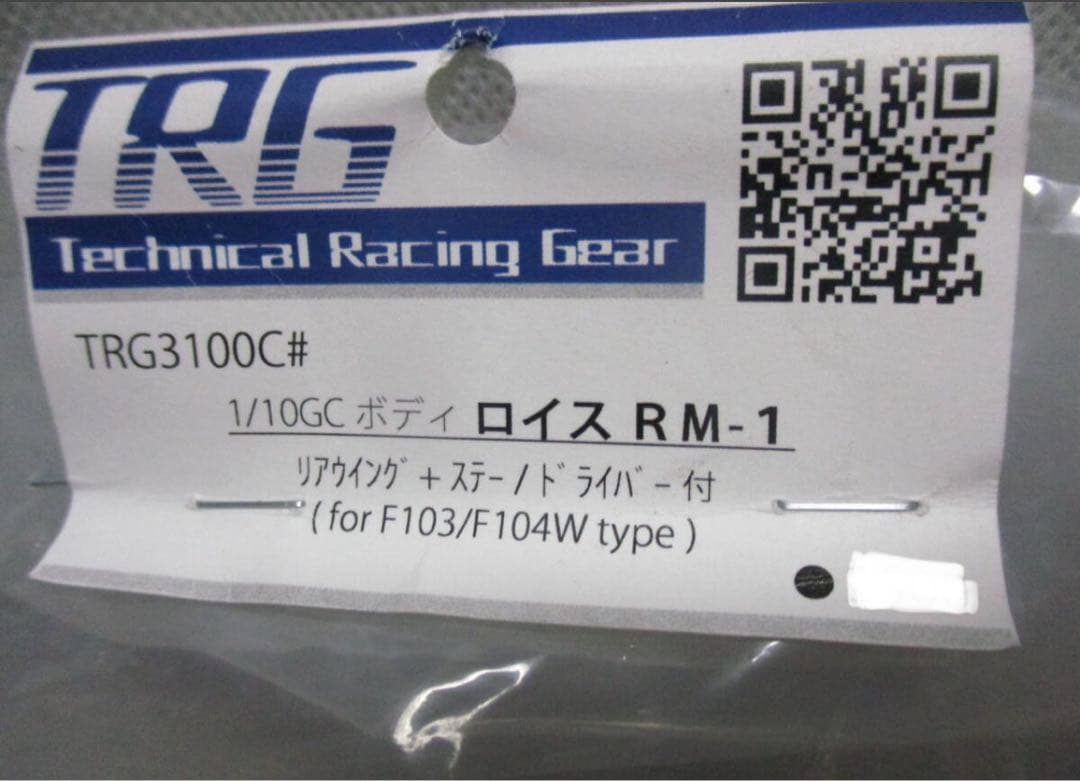 TRG
Technical Racing Gear
TRG3100C#
1/10GC ボディ ロイス RM-1
ﾘｱｳｲﾝｸﾞ + ｽﾃｰ / ﾄﾞﾗｲﾊﾞｰ付
( for F103/F104W type )